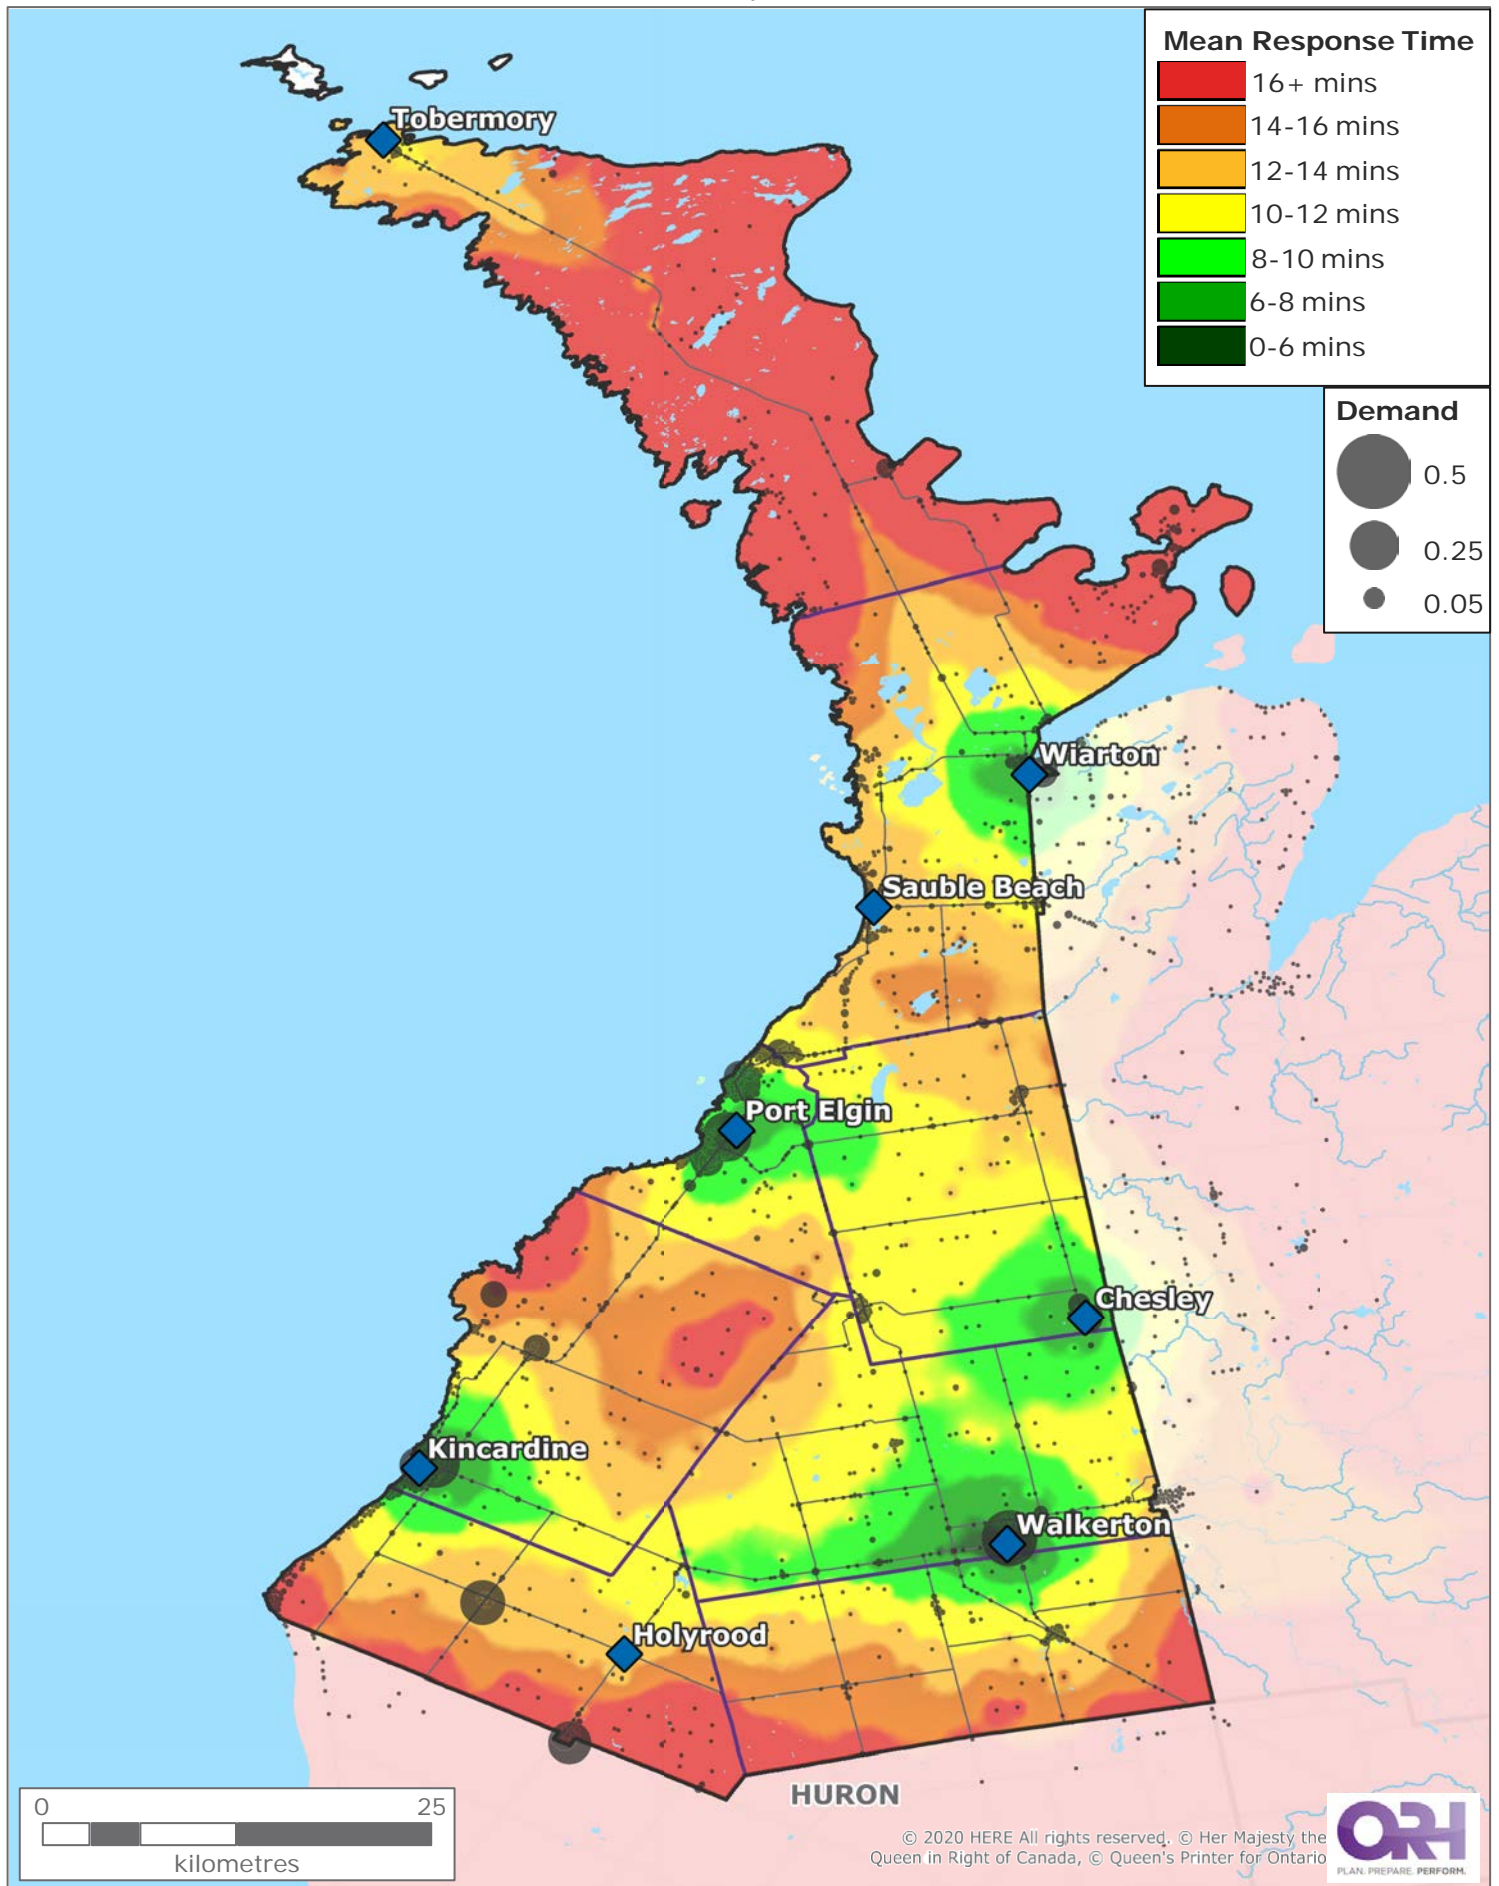 Mean Response Time
16+ mins
14-16 mins
12-14 mins
10-12 mins
8-10 mins
6-8 mins
0-6 mins
Demand
0.5
0.25
0.05
Tobermory
Wiarton
Sauble Beach
Port Elgin
Chesley
Kincardine
Walkerton
Holyrood
HURON
0 25
kilometres
© 2020 HERE All rights reserved. © Her Majesty the
Queen in Right of Canada, © Queen's Printer for Ontario
ORH
PLAN. PREPARE. PERFORM.